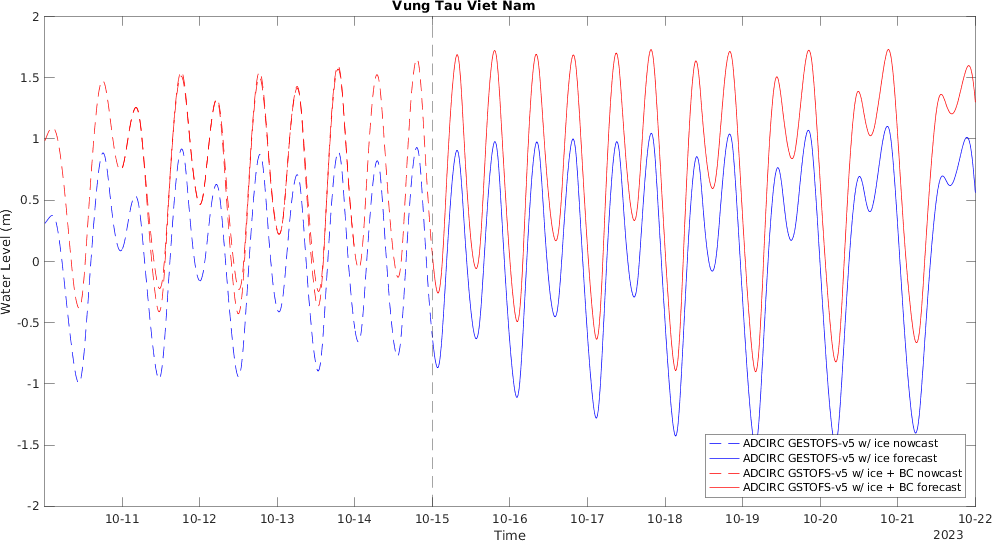 Vung Tau Viet Nam
2
1.5
1
0.5
0
-0.5
-1
-1.5
-2
Water Level (m)
ADCIRC GESTOFS-v5 w/ ice nowcast
ADCIRC GESTOFS-v5 w/ ice forecast
ADCIRC GSTOFS-v5 w/ ice + BC nowcast
ADCIRC GSTOFS-v5 w/ ice + BC forecast
10-11 10-12 10-13 10-14 10-15 10-16 10-17 10-18 10-19 10-20 10-21 10-22
Time
2023